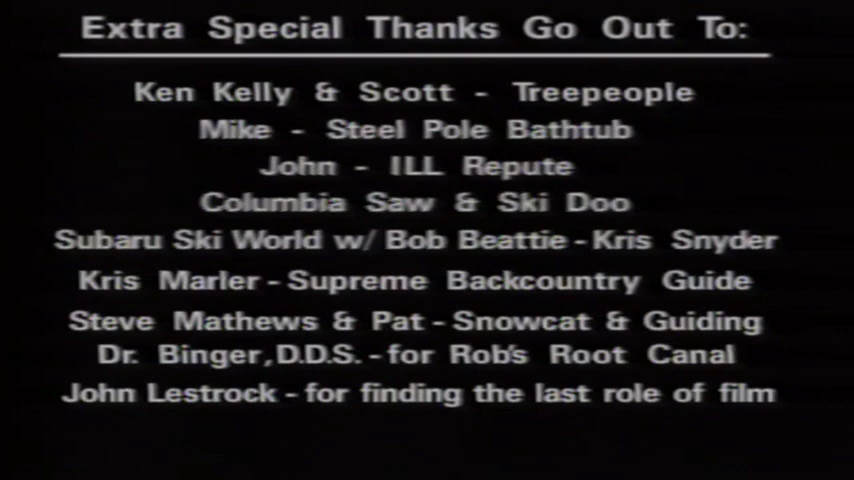 Extra Special Thanks Go Out To:
Ken Kelly & Scott - Treepeople
Mike - Steel Pole Bathtub
John - ILL Repute
Columbia Saw & Ski Doo
Subaru Ski World w/ Bob Beattie - Kris Snyder
Kris Marler - Supreme Backcountry Guide
Steve Mathews & Pat - Snowcat & Guiding
Dr. Binger, D.D.S. - for Rob's Root Canal
John Lestrock - for finding the last role of film